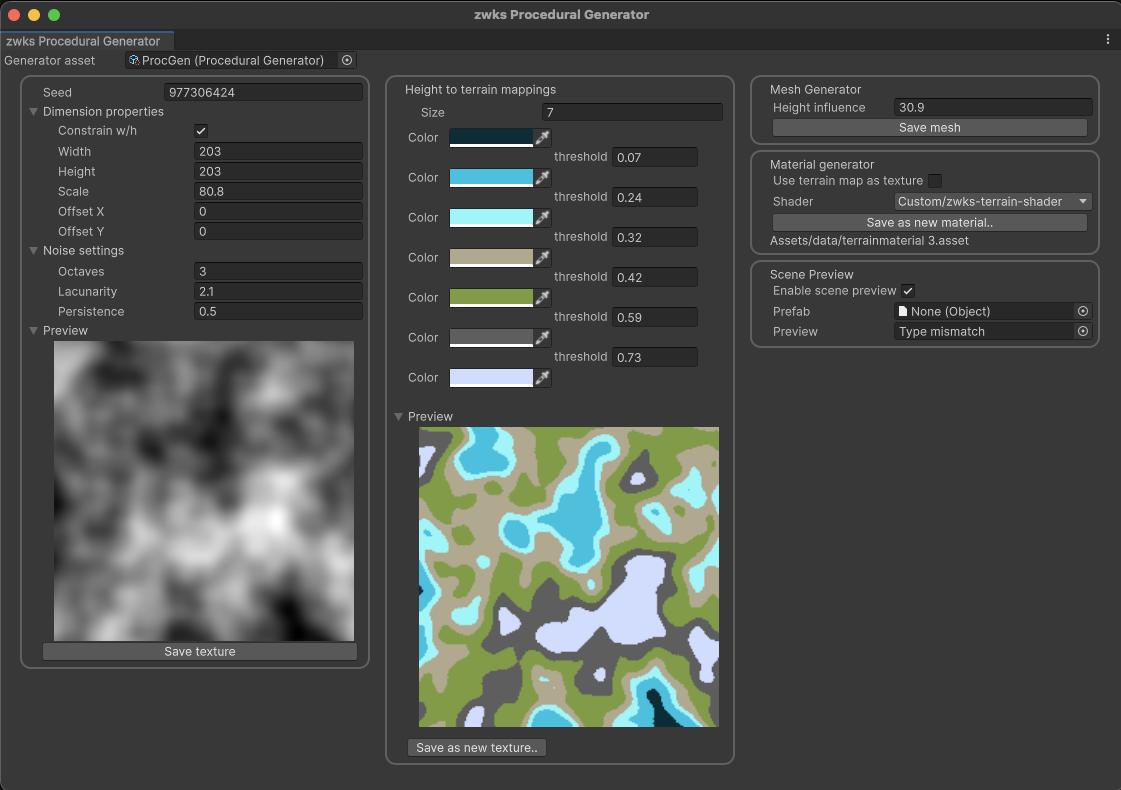 zwks Procedural Generator
zwks Procedural Generator
Generator asset ProcGen (Procedural Generator)
Seed 977306424
Dimension properties
Constrain w/h
Width 203
Height 203
Scale 80.8
Offset X 0
Offset Y 0
Noise settings
Octaves 3
Lacunarity 2.1
Persistence 0.5
Preview
Save texture
Height to terrain mappings
Size 7
Color
threshold 0.07
Color
threshold 0.24
Color
threshold 0.32
Color
threshold 0.42
Color
threshold 0.59
Color
threshold 0.73
Color
Preview
Save as new texture..
Mesh Generator
Height influence 30.9
Save mesh
Material generator
Use terrain map as texture
Shader Custom/zwks-terrain-shader
Save as new material..
Assets/data/terrainmaterial 3.asset
Scene Preview
Enable scene preview
Prefab None (Object)
Preview Type mismatch